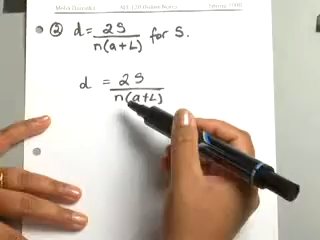 ② d = 2S / n(a+L) for S.
d = 2S / n(a+L)